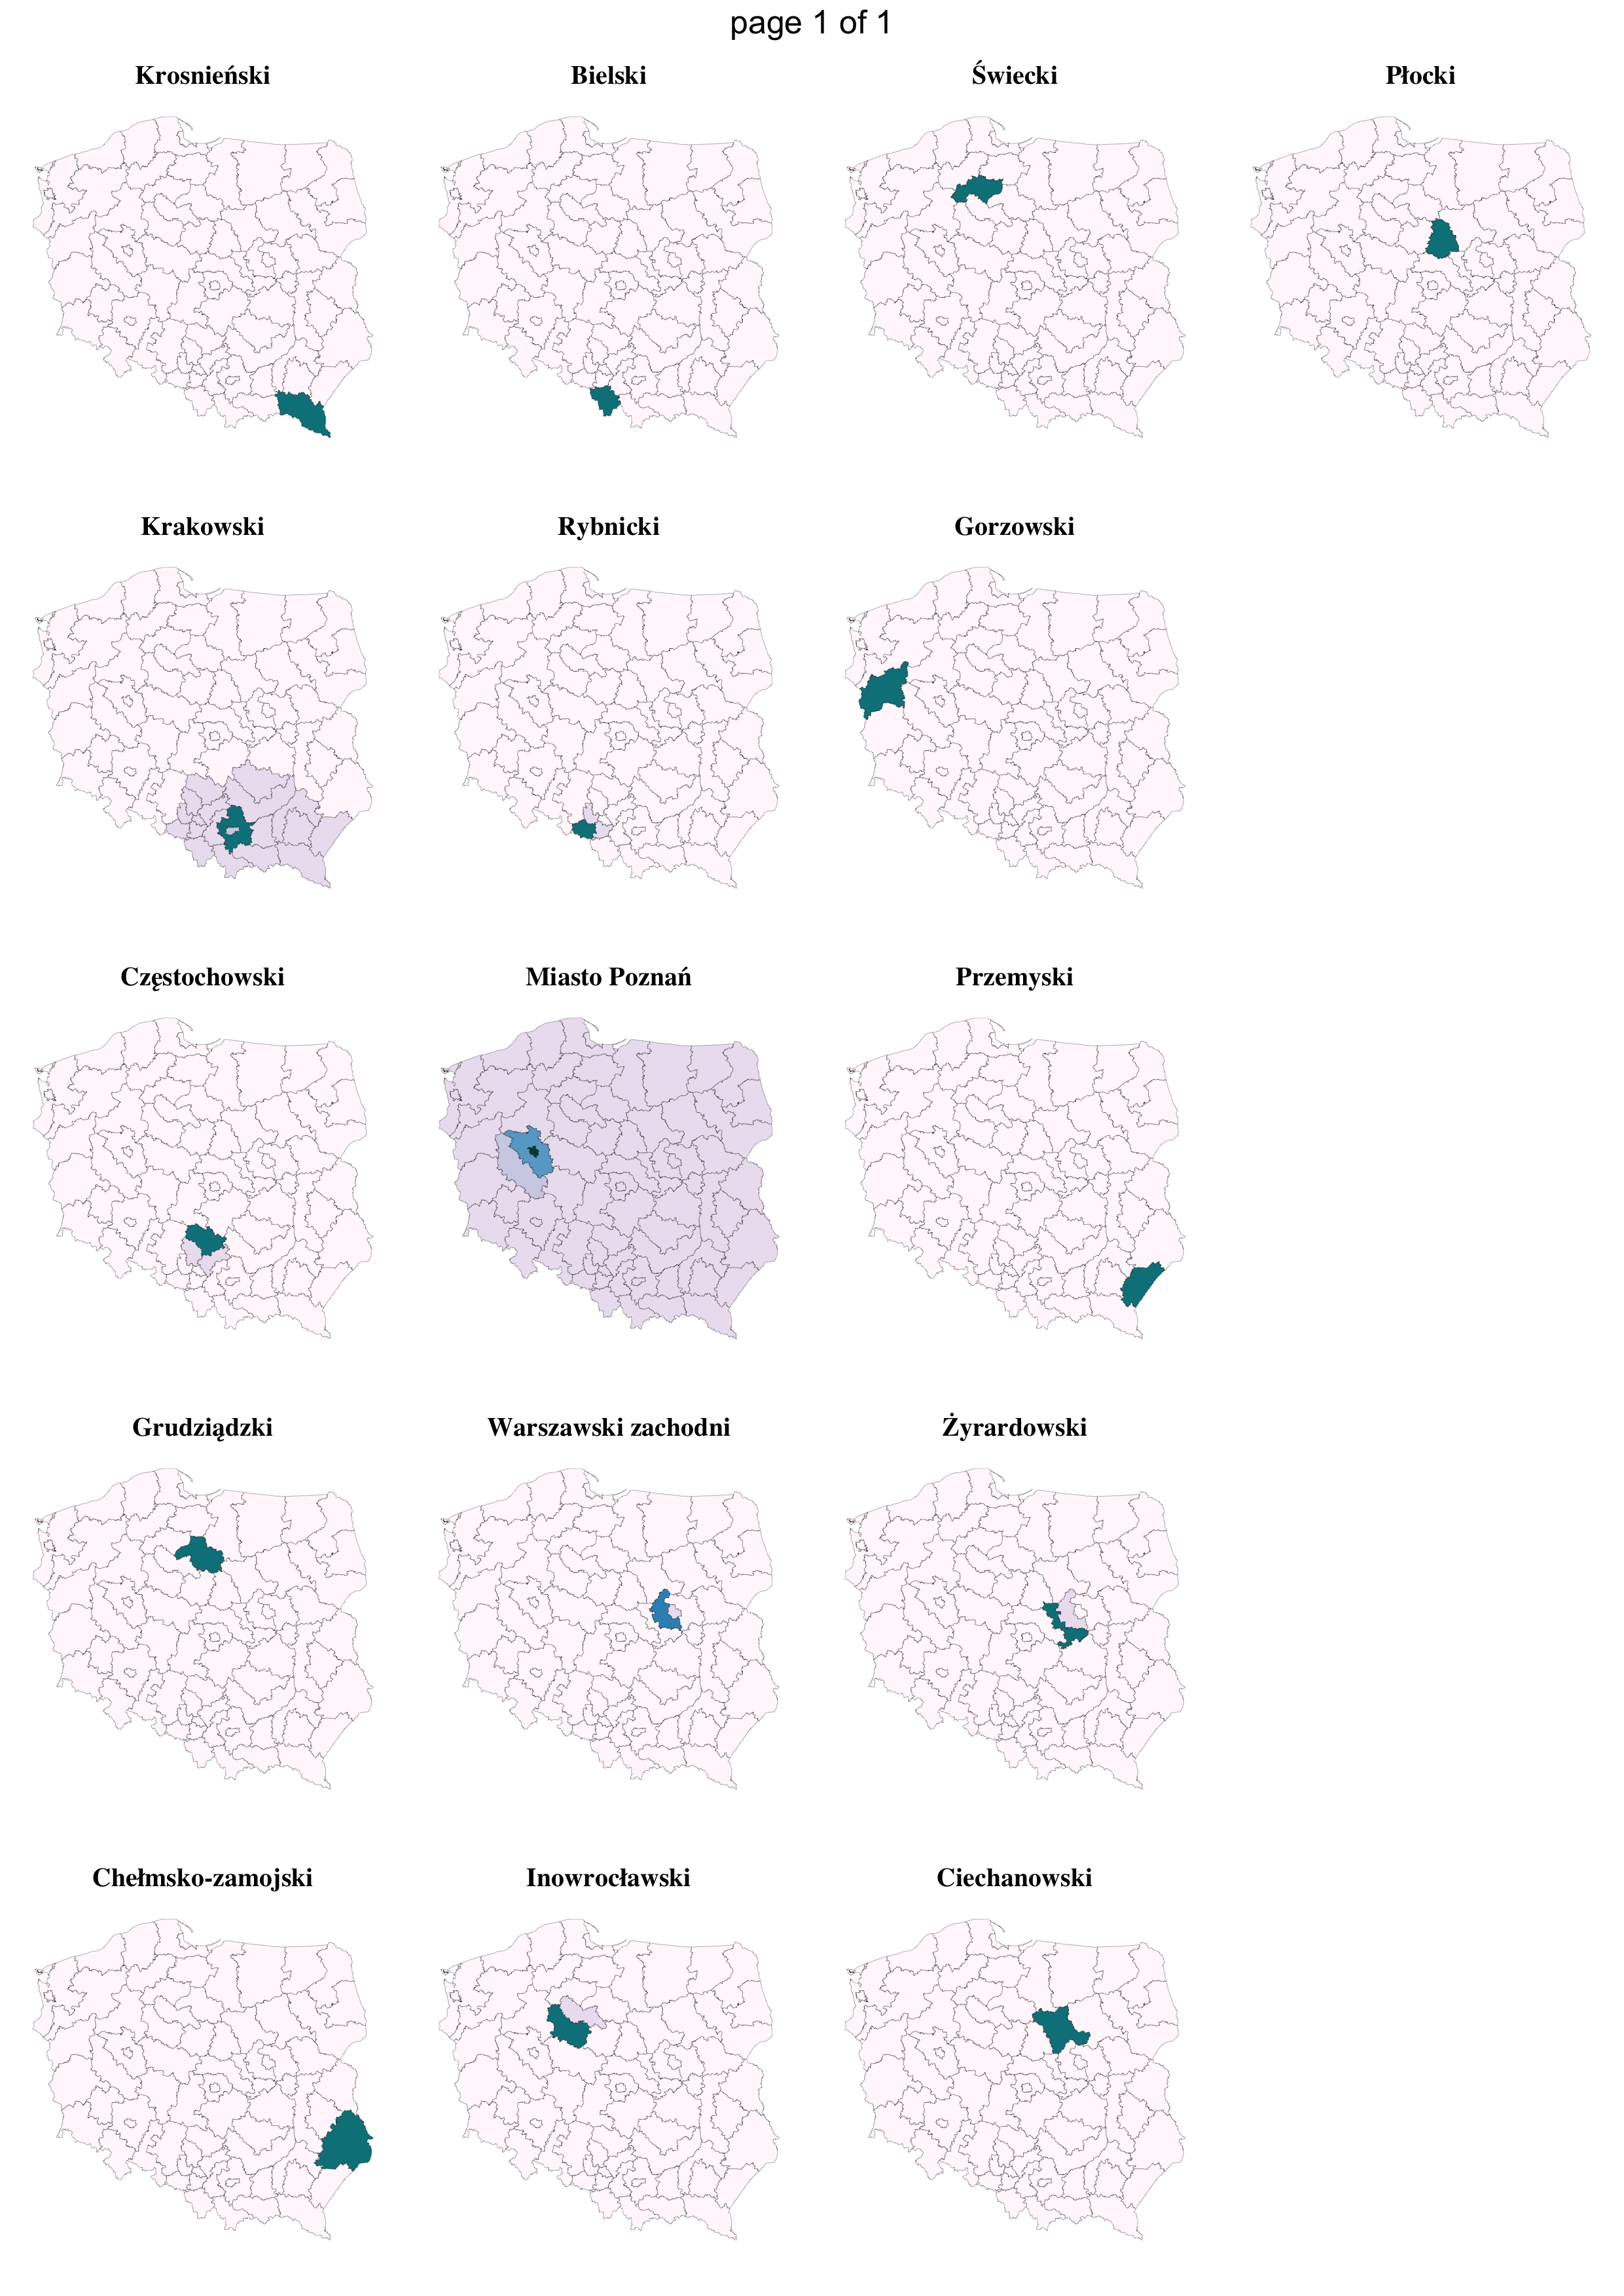 page 1 of 1
Krosnieński
Bielski
Świecki
Płocki
Krakowski
Rybnicki
Gorzowski
Częstochowski
Miasto Poznań
Przemyski
Grudziądzki
Warszawski zachodni
Żyrardowski
Chełmsko-zamojski
Inowrocławski
Ciechanowski